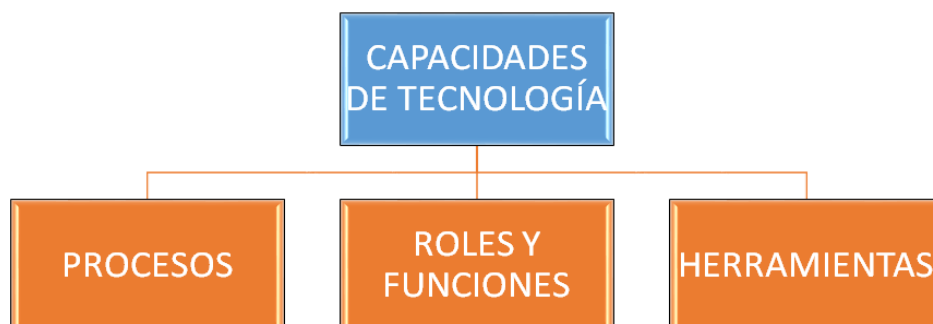 CAPACIDADES
DE TECNOLOGÍA
PROCESOS
ROLES Y
FUNCIONES
HERRAMIENTAS